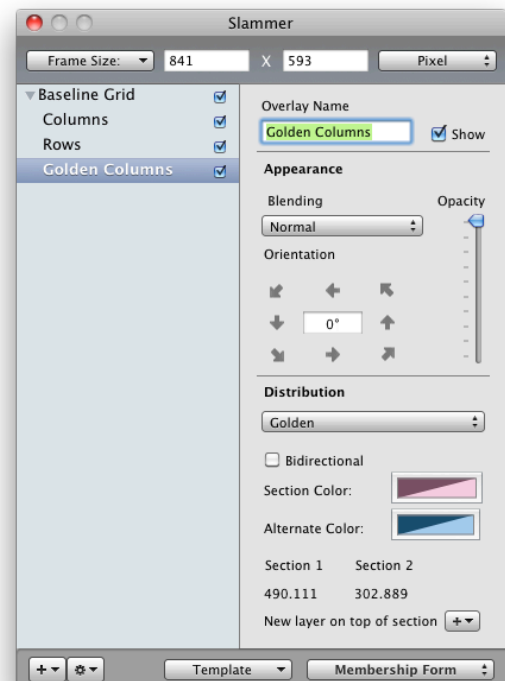 Slammer
Frame Size: 841 X 593 Pixel
Baseline Grid
Columns
Rows
Golden Columns
Overlay Name
Golden Columns Show
Appearance
Blending Opacity
Normal
Orientation
0°
Distribution
Golden
Bidirectional
Section Color:
Alternate Color:
Section 1 Section 2
490.111 302.889
New layer on top of section
Template Membership Form